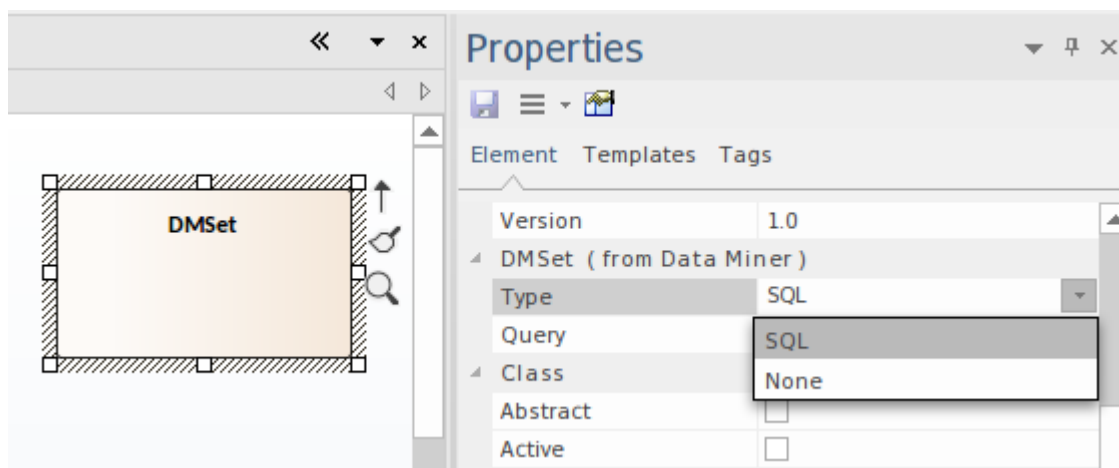 Properties
Element Templates Tags
DMSet
Version 1.0
DMSet (from Data Miner)
Type SQL
Query
SQL
None
Class
Abstract
Active